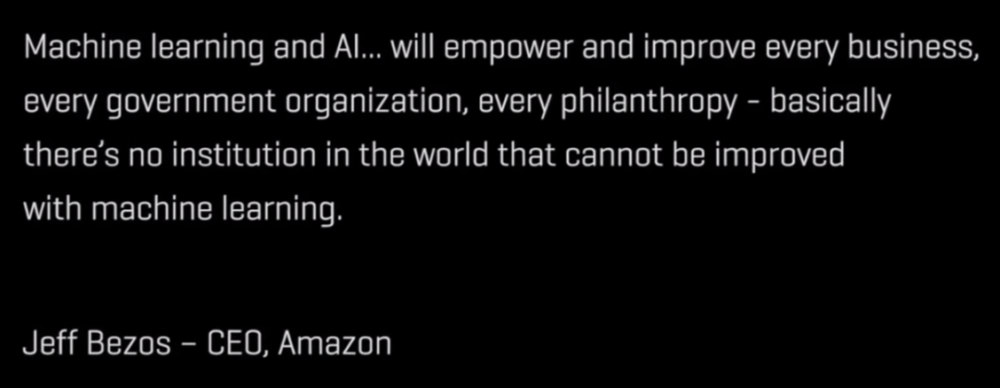 Machine learning and AI... will empower and improve every business,
every government organization, every philanthropy - basically
there’s no institution in the world that cannot be improved
with machine learning.
Jeff Bezos – CEO, Amazon